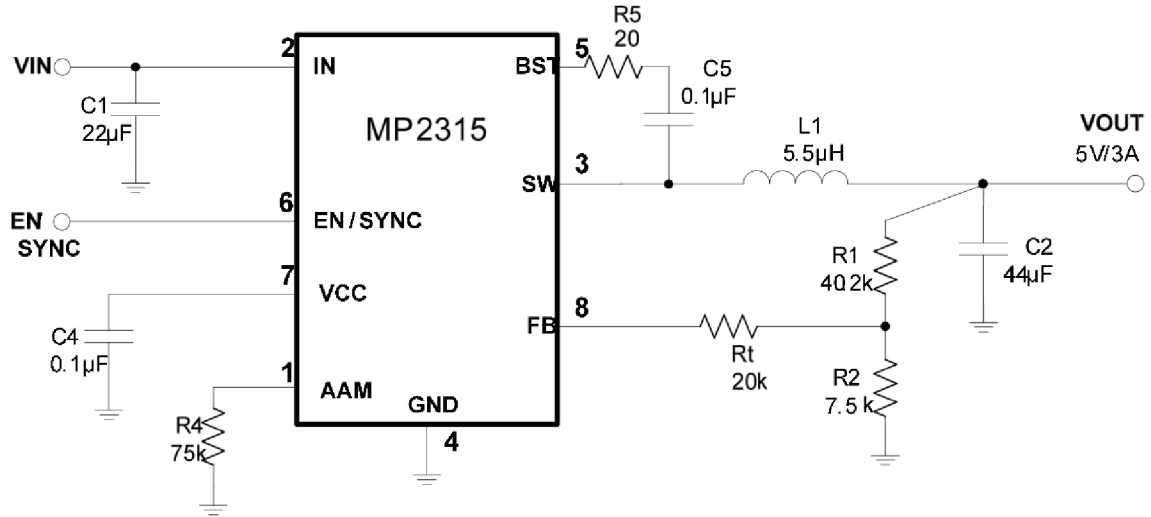 R5
20
2
5
VIN
IN
BST
C5
0.1µF
C1
22µF
MP2315
L1
5.5µH
VOUT
5V/3A
3
SW
6
EN
SYNC
EN/SYNC
7
VCC
R1
40.2k
C2
44µF
8
FB
C4
0.1µF
Rt
20k
1
AAM
R2
7.5k
GND
R4
75k
4